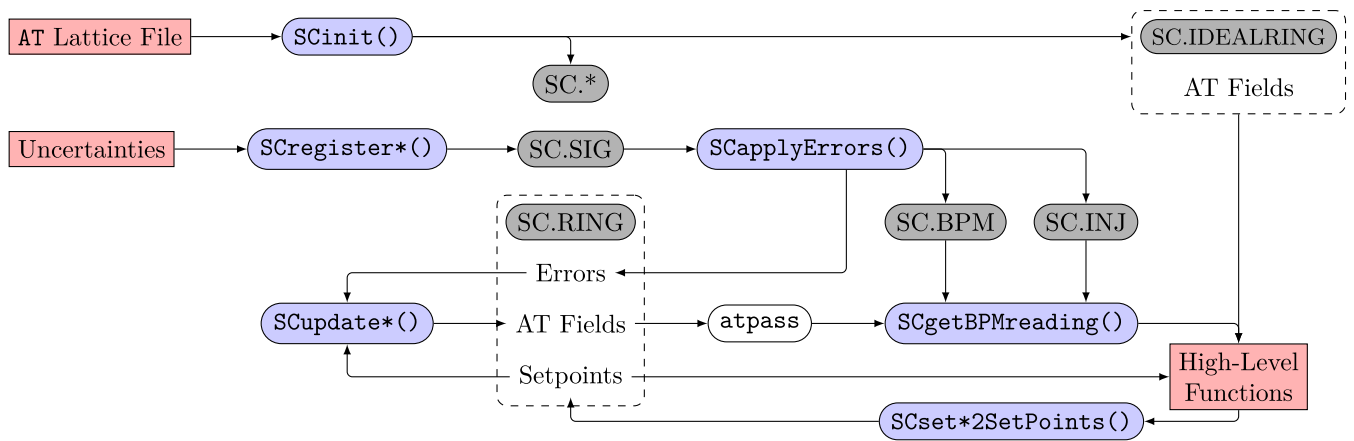 AT Lattice File
SCinit()
SC.IDEALRING
SC.*
AT Fields
Uncertainties
SCregister*()
SC.SIG
SCapplyErrors()
SC.RING
SC.BPM
SC.INJ
Errors
SCupdate*()
AT Fields
atpass
SCgetBPMreading()
High-Level
Functions
Setpoints
SCset*2SetPoints()